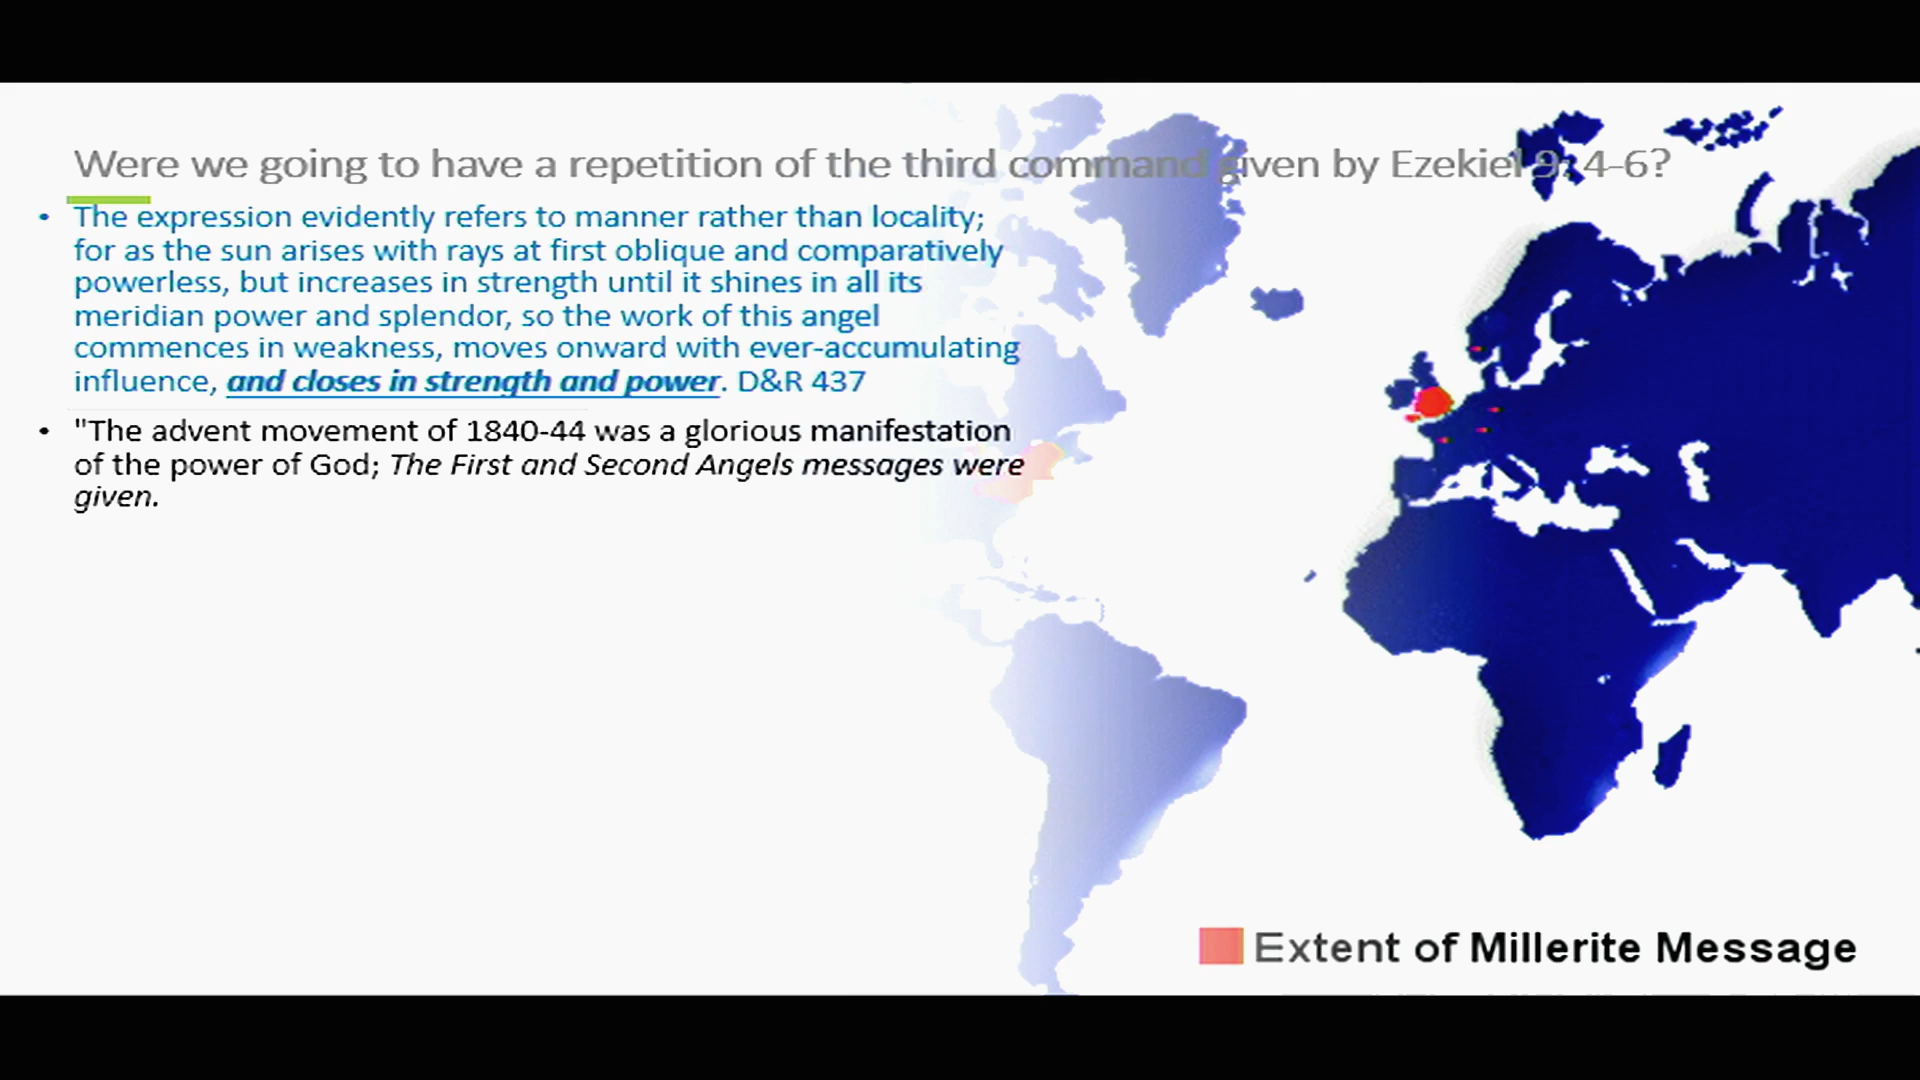 Were we going to have a repetition of the third command given by Ezekiel 9: 4-6?
• The expression evidently refers to manner rather than locality;
for as the sun arises with rays at first oblique and comparatively
powerless, but increases in strength until it shines in all its
meridian power and splendor, so the work of this angel
commences in weakness, moves onward with ever-accumulating
influence, and closes in strength and power. D&R 437
• "The advent movement of 1840-44 was a glorious manifestation
of the power of God; The First and Second Angels messages were
given.
Extent of Millerite Message